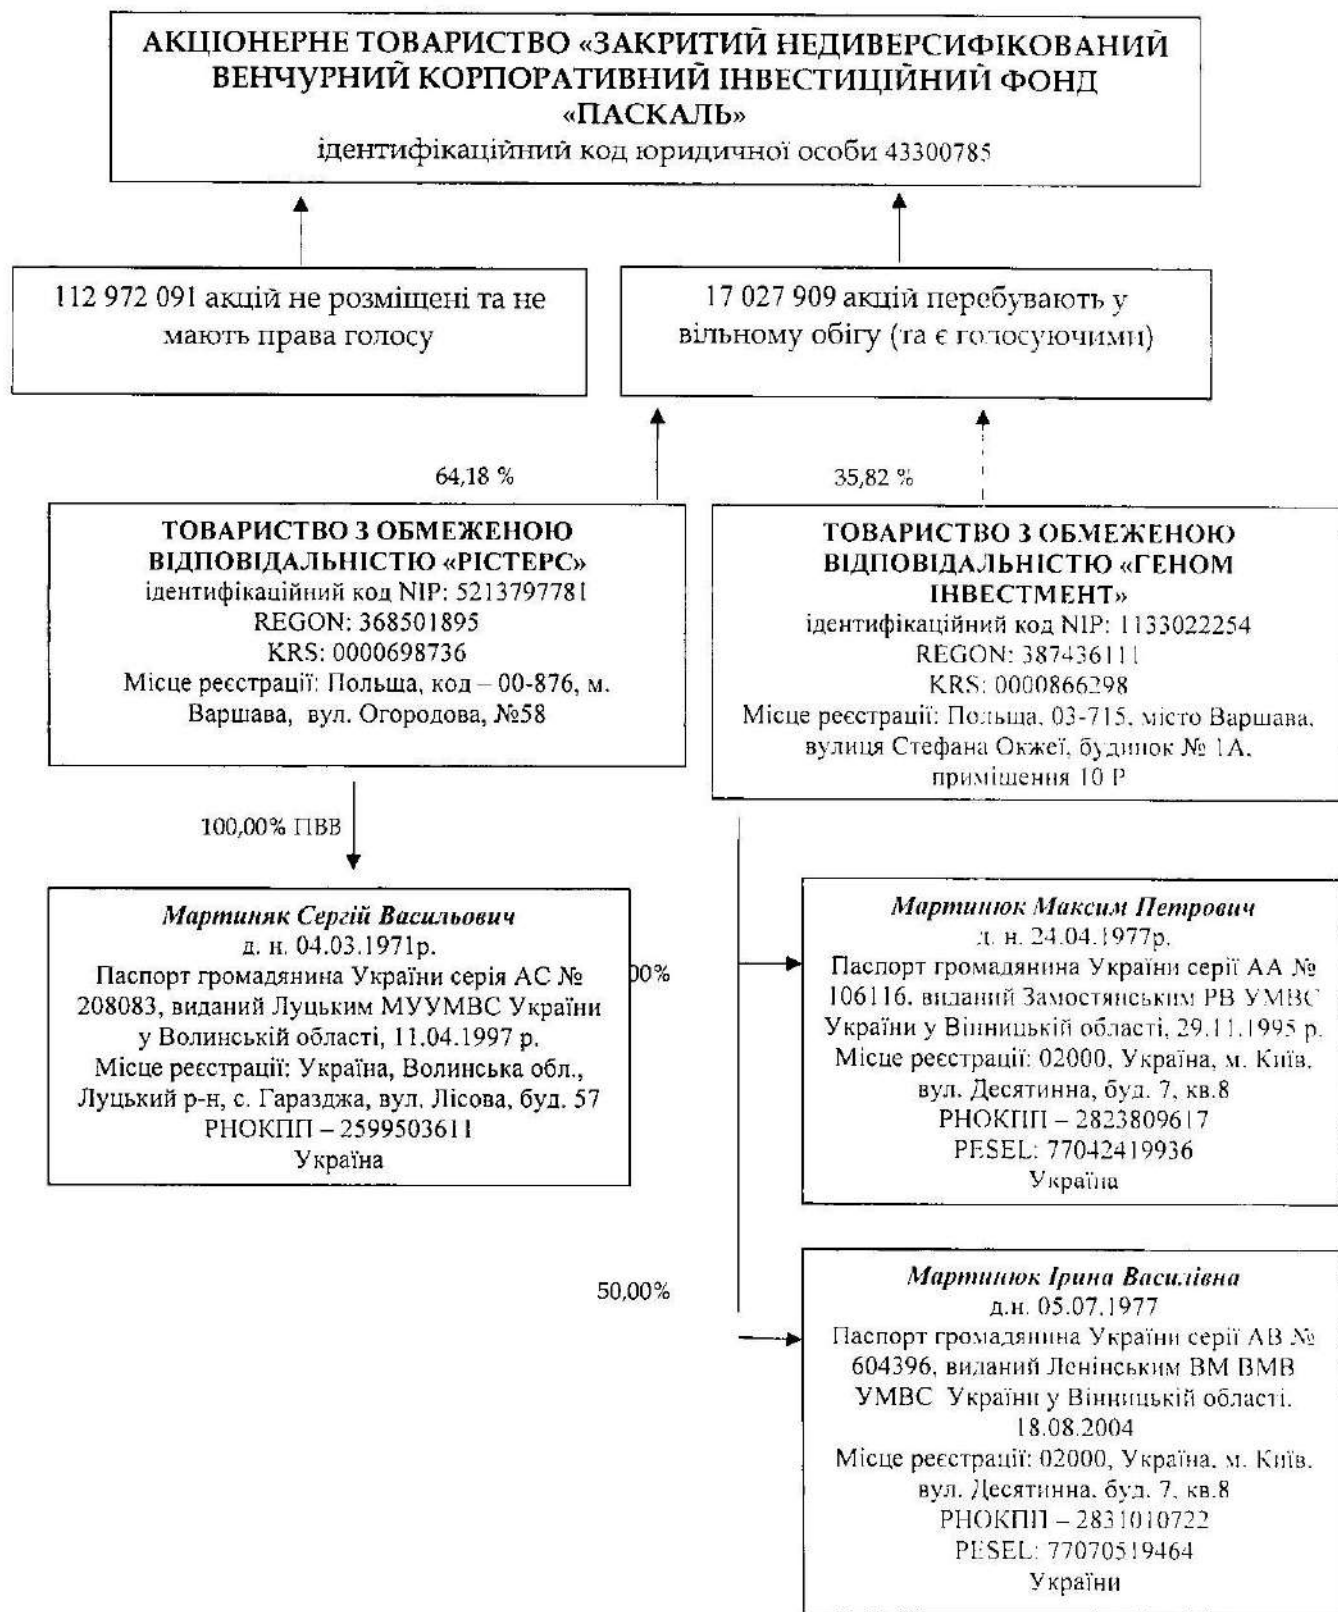 АКЦІОНЕРНЕ ТОВАРИСТВО «ЗАКРИТИЙ НЕДИВЕРСИФІКОВАНИЙ
ВЕНЧУРНИЙ КОРПОРАТИВНИЙ ІНВЕСТИЦІЙНИЙ ФОНД
«ПАСКАЛЬ»
ідентифікаційний код юридичної особи 43300785
112 972 091 акцій не розміщені та не
мають права голосу
17 027 909 акцій перебувають у
вільному обігу (та є голосуючими)
64,18 %
35,82 %
ТОВАРИСТВО З ОБМЕЖЕНОЮ
ВІДПОВІДАЛЬНІСТЮ «РІСТЕРС»
ідентифікаційний код NIP: 5213797781
REGON: 368501895
KRS: 0000698736
Місце реєстрації: Польща, код – 00-876, м.
Варшава, вул. Огородова, №58
ТОВАРИСТВО З ОБМЕЖЕНОЮ
ВІДПОВІДАЛЬНІСТЮ «ГЕНОМ
ІНВЕСТМЕНТ»
ідентифікаційний код NIP: 1133022254
REGON: 387436111
KRS: 0000866298
Місце реєстрації: Польща, 03-715, місто Варшава,
вулиця Стефана Окжеї, будинок № 1А,
приміщення 10 Р
100,00% ПВВ
Мартиняк Сергій Васильович
д. н. 04.03.1971р.
Паспорт громадянина України серія АС №
208083, виданий Луцьким МУУМВС України
у Волинській області, 11.04.1997 р.
Місце реєстрації: Україна, Волинська обл.,
Луцький р-н, с. Гаразджа, вул. Лісова, буд. 57
РНОКПП – 2599503611
Україна
00%
Мартинюк Максим Петрович
д. н. 24.04.1977р.
Паспорт громадянина України серії АА №
106116, виданий Замостянським РВ УМВС
України у Вінницькій області, 29.11.1995 р.
Місце реєстрації: 02000, Україна, м. Київ,
вул. Десятинна, буд. 7, кв.8
РНОКПП – 2823809617
PESEL: 77042419936
Україна
50,00%
Мартинюк Ірина Василівна
д.н. 05.07.1977
Паспорт громадянина України серії АВ №
604396, виданий Ленінським ВМ ВМВ
УМВС України у Вінницькій області,
18.08.2004
Місце реєстрації: 02000, Україна, м. Київ,
вул. Десятинна, буд. 7, кв.8
РНОКПП – 2831010722
PESEL: 77070519464
України